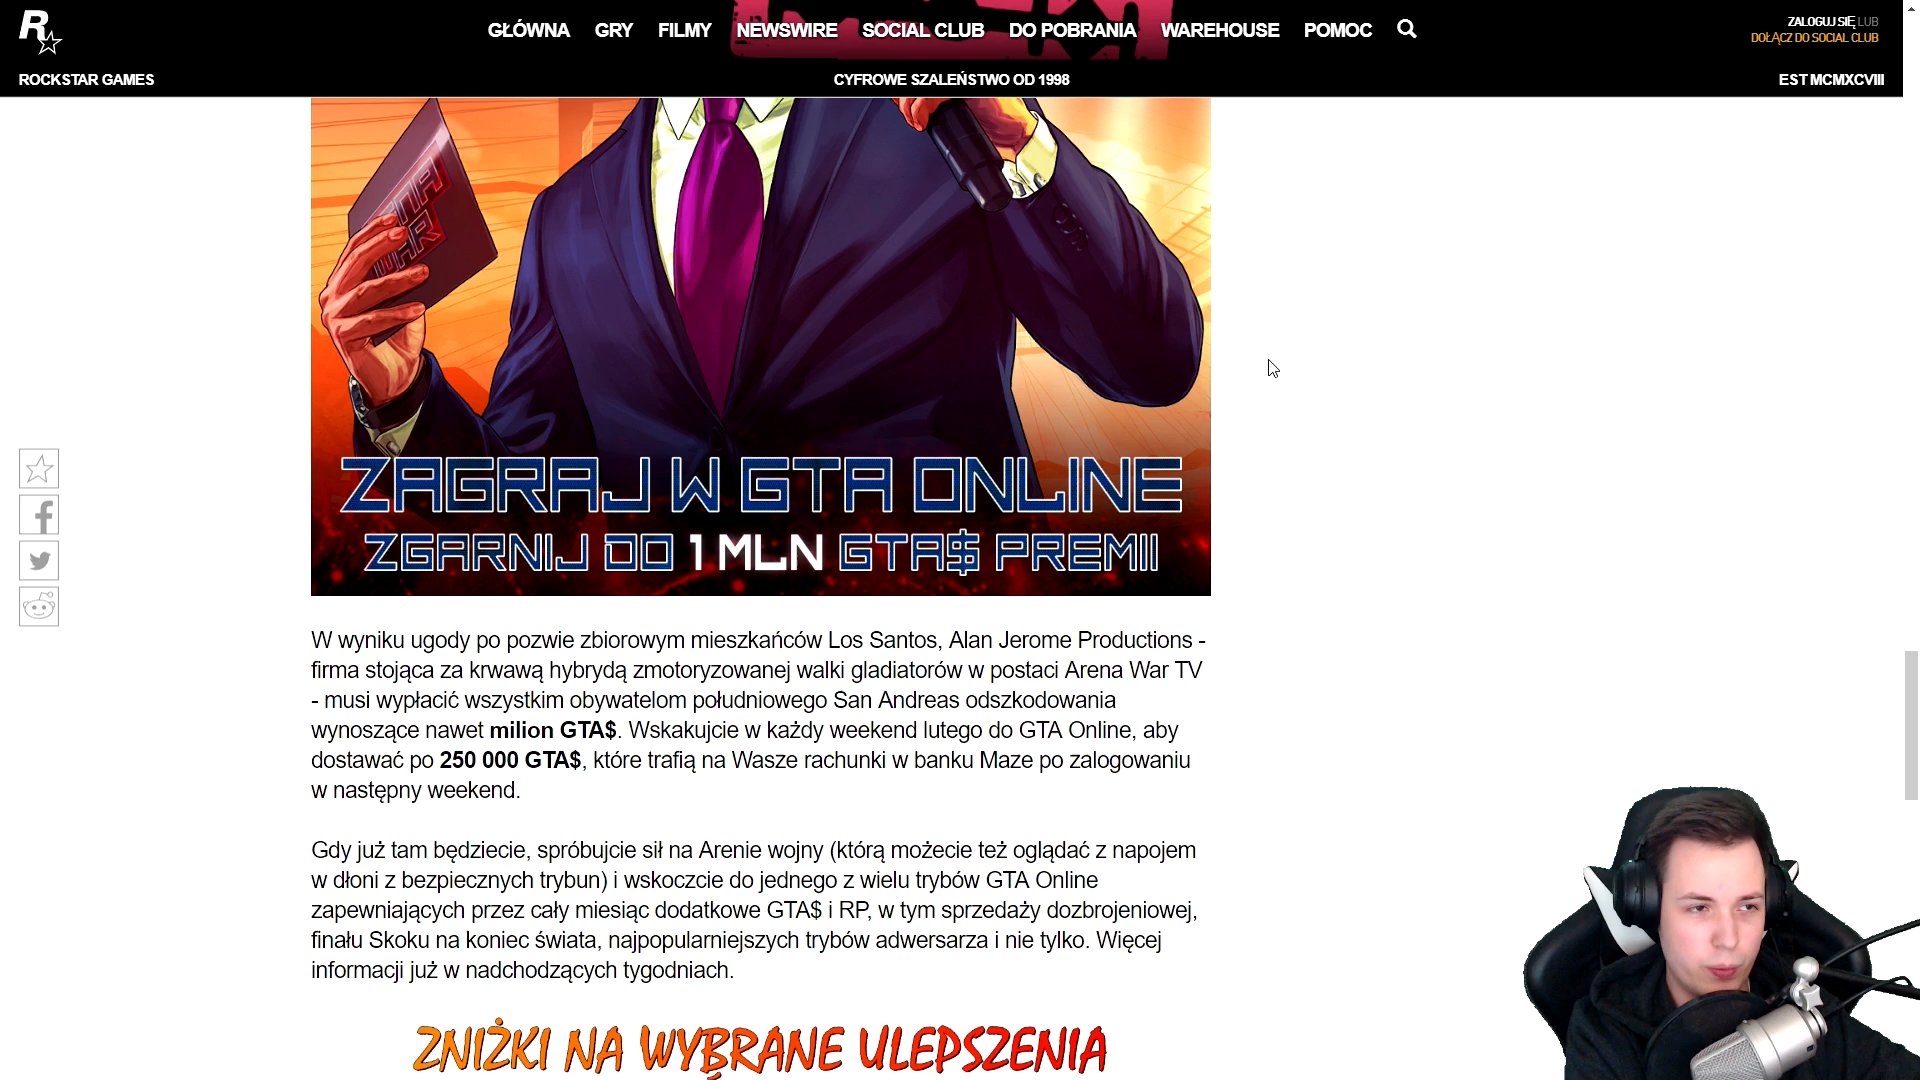 R
GŁÓWNA GRY FILMY NEWSWIRE SOCIAL CLUB DO POBRANIA WAREHOUSE POMOC
ZALOGUJ SIĘ LUB
DOŁĄCZ DO SOCIAL CLUB
ROCKSTAR GAMES CYFROWE SZALEŃSTWO OD 1998 EST MCMXCVIII
ARENA
WAR
ZAGRAJ W GTA ONLINE
ZGARNIJ DO 1 MLN GTA$ PREMII
W wyniku ugody po pozwie zbiorowym mieszkańców Los Santos, Alan Jerome Productions -
firma stojąca za krwawą hybrydą zmotoryzowanej walki gladiatorów w postaci Arena War TV
- musi wypłacić wszystkim obywatelom południowego San Andreas odszkodowania
wynoszące nawet milion GTA$. Wskakujcie w każdy weekend lutego do GTA Online, aby
dostawać po 250 000 GTA$, które trafią na Wasze rachunki w banku Maze po zalogowaniu
w następny weekend.
Gdy już tam będziecie, spróbujcie sił na Arenie wojny (którą możecie też oglądać z napojem
w dłoni z bezpiecznych trybun) i wskoczcie do jednego z wielu trybów GTA Online
zapewniających przez cały miesiąc dodatkowe GTA$ i RP, w tym sprzedaży dozbrojeniowej,
finału Skoku na koniec świata, najpopularniejszych trybów adwersarza i nie tylko. Więcej
informacji już w nadchodzących tygodniach.
ZNIŻKI NA WYBRANE ULEPSZENIA